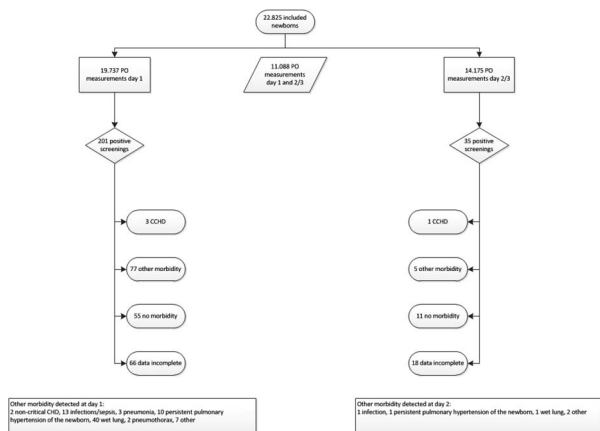 22.825 included
newborns
19.737 PO
measurements day 1
11.088 PO
measurements
day 1 and 2/3
14.175 PO
measurements day 2/3
201 positive
screenings
35 positive
screenings
3 CCHD
1 CCHD
77 other morbidity
5 other morbidity
55 no morbidity
11 no morbidity
66 data incomplete
18 data incomplete
Other morbidity detected at day 1:
2 non-critical CHD, 13 infections/sepsis, 3 pneumonia, 10 persistent pulmonary
hypertension of the newborn, 40 wet lung, 2 pneumothorax, 7 other
Other morbidity detected at day 2:
1 infection, 1 persistent pulmonary hypertension of the newborn, 1 wet lung, 2 other